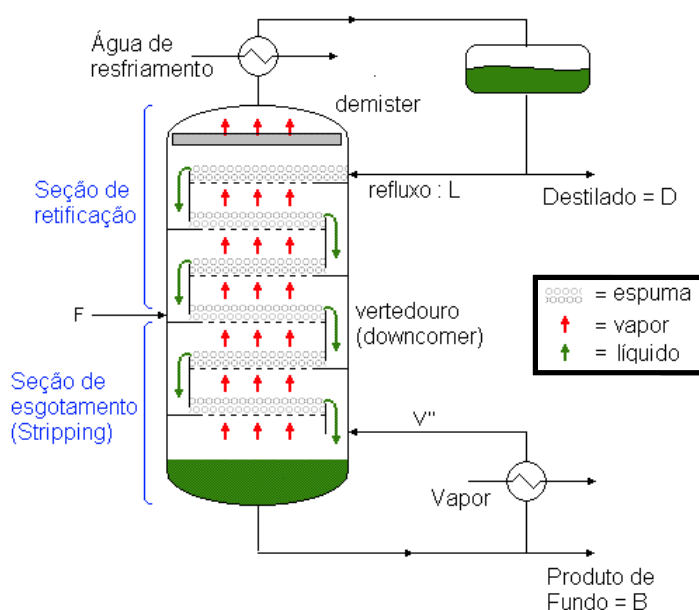 Água de
resfriamento
demister
Seção de
retificação
refluxo : L
Destilado = D
F
vertedouro
(downcomer)
= espuma
= vapor
= líquido
Seção de
esgotamento
(Stripping)
V"
Vapor
Produto de
Fundo = B